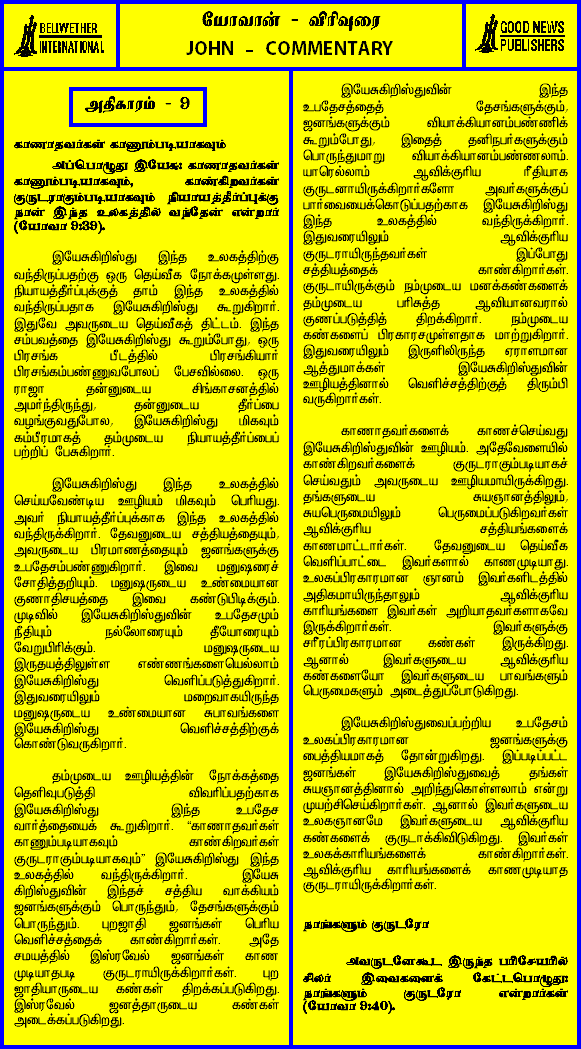 BELLWETHER
INTERNATIONAL
யோவான் - விரிவுரை
JOHN - COMMENTARY
GOOD NEWS
PUBLISHERS
அதிகாரம் - 9
காணாதவர்கள் காணும்படியாகவும்
அப்பொழுது இயேசு: காணாதவர்கள்
காணும்படியாகவும், காண்கிறவர்கள்
குருடராகும்படியாகவும் நியாயத்தீர்ப்புக்கு
நான் இந்த உலகத்தில் வந்தேன் என்றார்
(யோவா 9:39).
இயேசுகிறிஸ்து இந்த உலகத்திற்கு
வந்திருப்பதற்கு ஒரு தெய்வீக நோக்கமுள்ளது.
நியாயத்தீர்ப்புக்குத் தாம் இந்த உலகத்தில்
வந்திருப்பதாக இயேசுகிறிஸ்து கூறுகிறார்.
இதுவே அவருடைய தெய்வீகத் திட்டம். இந்த
சம்பவத்தை இயேசுகிறிஸ்து கூறும்போது, ஒரு
பிரசங்க பீடத்தில் பிரசங்கியார்
பிரசங்கம்பண்ணுவபோலப் பேசவில்லை. ஒரு
ராஜா தன்னுடைய சிங்காசனத்தில்
அமர்ந்திருந்து, தன்னுடைய தீர்ப்பை
வழங்குவதுபோல, இயேசுகிறிஸ்து மிகவும்
கம்பீரமாகத் தம்முடைய நியாயத்தீர்ப்பைப்
பற்றிப் பேசுகிறார்.
இயேசுகிறிஸ்து இந்த உலகத்தில்
செய்யவேண்டிய ஊழியம் மிகவும் பெரியது.
அவர் நியாயத்தீர்ப்புக்காக இந்த உலகத்தில்
வந்திருக்கிறார். தேவனுடைய சத்தியத்தையும்,
அவருடைய பிரமாணத்தையும் ஜனங்களுக்கு
உபதேசம்பண்ணுகிறார். இவை மனுஷரைச்
சோதித்தறியும். மனுஷருடைய உண்மையான
குணாதிசயத்தை இவை கண்டுபிடிக்கும்.
முடிவில் இயேசுகிறிஸ்துவின் உபதேசமும்
நீதியும் நல்லோரையும் தீயோரையும்
வேறுபிரிக்கும். மனுஷருடைய
இருதயத்திலுள்ள எண்ணங்களையெல்லாம்
இயேசுகிறிஸ்து வெளிப்படுத்துகிறார்.
இதுவரையிலும் மறைவாகயிருந்த
மனுஷருடைய உண்மையான சுபாவங்களை
இயேசுகிறிஸ்து வெளிச்சத்திற்குக்
கொண்டுவருகிறார்.
தம்முடைய ஊழியத்தின் நோக்கத்தை
தெளிவுபடுத்தி விவரிப்பதற்காக
இயேசுகிறிஸ்து இந்த உபதேச
வார்த்தையைக் கூறுகிறார். “காணாதவர்கள்
காணும்படியாகவும் காண்கிறவர்கள்
குருடராகும்படியாகவும்” இயேசுகிறிஸ்து இந்த
உலகத்தில் வந்திருக்கிறார். இயேசு
கிறிஸ்துவின் இந்தச் சத்திய வாக்கியம்
ஜனங்களுக்கும் பொருந்தும், தேசங்களுக்கும்
பொருந்தும். புறஜாதி ஜனங்கள் பெரிய
வெளிச்சத்தைக் காண்கிறார்கள். அதே
சமயத்தில் இஸ்ரவேல் ஜனங்கள் காண
முடியாதபடி குருடராயிருக்கிறார்கள். புற
ஜாதியாருடைய கண்கள் திறக்கப்படுகிறது.
இஸ்ரவேல் ஜனத்தாருடைய கண்கள்
அடைக்கப்படுகிறது.
இயேசுகிறிஸ்துவின் இந்த
உபதேசத்தைத் தேசங்களுக்கும்,
ஜனங்களுக்கும் வியாக்கியானம்பண்ணிக்
கூறும்போது, இதைத் தனிநபர்களுக்கும்
பொருந்துமாறு வியாக்கியானம்பண்ணலாம்.
யாரெல்லாம் ஆவிக்குரிய ரீதியாக
குருடனாயிருக்கிறார்களோ அவர்களுக்குப்
பார்வையைக்கொடுப்பதற்காக இயேசுகிறிஸ்து
இந்த உலகத்தில் வந்திருக்கிறார்.
இதுவரையிலும் ஆவிக்குரிய
குருடராயிருந்தவர்கள் இப்போது
சத்தியத்தைக் காண்கிறார்கள்.
குருடாயிருக்கும் நம்முடைய மனக்கண்களைக்
தம்முடைய பரிசுத்த ஆவியானவரால்
குணப்படுத்தித் திறக்கிறார். நம்முடைய
கண்களைப் பிரகாரசமுள்ளதாக மாற்றுகிறார்.
இதுவரையிலும் இருளிலிருந்த ஏராளமான
ஆத்துமாக்கள் இயேசுகிறிஸ்துவின்
ஊழியத்தினால் வெளிச்சத்திற்குத் திரும்பி
வருகிறார்கள்.
காணாதவர்களைக் காணச்செய்வது
இயேசுகிறிஸ்துவின் ஊழியம். அதேவேளையில்
காண்கிறவர்களைக் குருடராகும்படியாகச்
செய்வதும் அவருடைய ஊழியமாயிருக்கிறது.
தங்களுடைய சுயஞானத்திலும்,
சுயபெருமையிலும் பெருமைப்படுகிறவர்கள்
ஆவிக்குரிய சத்தியங்களைக்
காணமாட்டார்கள். தேவனுடைய தெய்வீக
வெளிப்பாட்டை இவர்களால் காணமுடியாது.
உலகப்பிரகாரமான ஞானம் இவர்களிடத்தில்
அதிகமாயிருந்தாலும் ஆவிக்குரிய
காரியங்களை இவர்கள் அறியாதவர்களாகவே
இருக்கிறார்கள். இவர்களுக்கு
சரீரப்பிரகாரமான கண்கள் இருக்கிறது.
ஆனால் இவர்களுடைய ஆவிக்குரிய
கண்களையோ இவர்களுடைய பாவங்களும்
பெருமைகளும் அடைத்துப்போடுகிறது.
இயேசுகிறிஸ்துவைப்பற்றிய உபதேசம்
உலகப்பிரகாரமான ஜனங்களுக்கு
பைத்தியமாகத் தோன்றுகிறது. இப்படிப்பட்ட
ஜனங்கள் இயேசுகிறிஸ்துவைத் தங்கள்
சுயஞானத்தினால் அறிந்துகொள்ளலாம் என்று
முயற்சிசெய்கிறார்கள். ஆனால் இவர்களுடைய
உலகஞானமே இவர்களுடைய ஆவிக்குரிய
கண்களைக் குருடாக்கிவிடுகிறது. இவர்கள்
உலகக்காரியங்களைக் காண்கிறார்கள்.
ஆவிக்குரிய காரியங்களைக் காணமுடியாத
குருடராயிருக்கிறார்கள்.
நாங்களும் குருடரோ
அவருடனேகூட இருந்த பரிசேயரில்
சிலர் இவைகளைக் கேட்டபொழுது:
நாங்களும் குருடரோ என்றார்கள்
(யோவா 9:40).